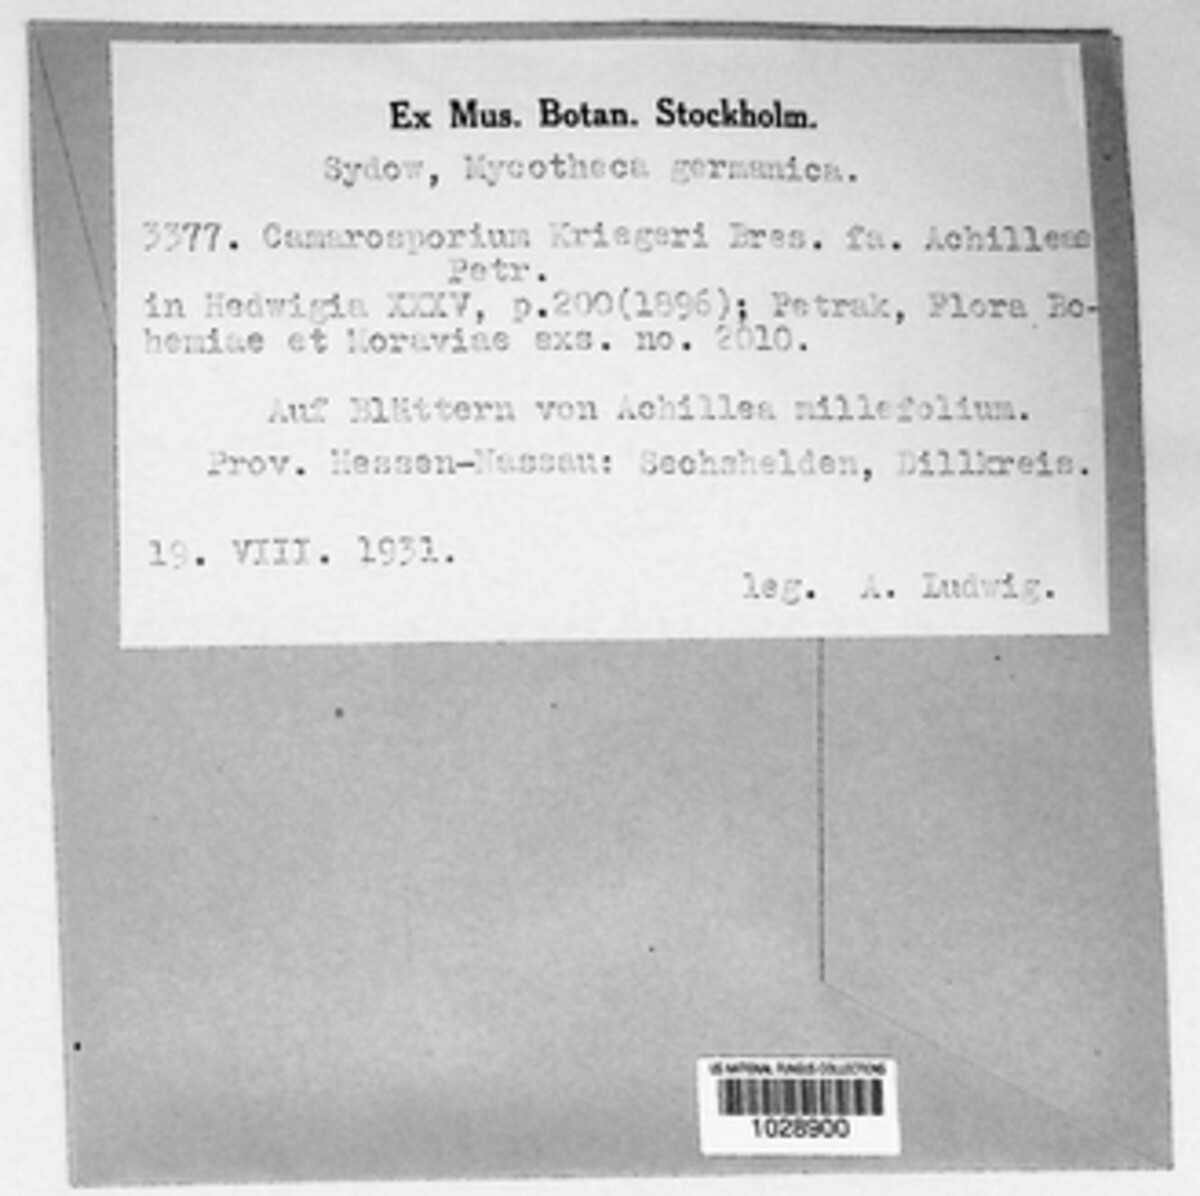 Ex Mus. Botan. Stockholm.
Sydow, Mycotheca germanica.
3377. Camarosporium Kriegeri Bres. fa. Achilleae
Petr.
in Hedwigia XXXV, p.200(1896); Petrak, Flora Bo-
hemiae et Moraviae exs. no. 2010.
Auf Blättern von Achillea millefolium.
Prov. Hessen-Nassau: Sechshelden, Dillkreis.
19. VIII. 1931.
leg. A. Ludwig.
US NATIONAL FUNGUS COLLECTIONS
1028900